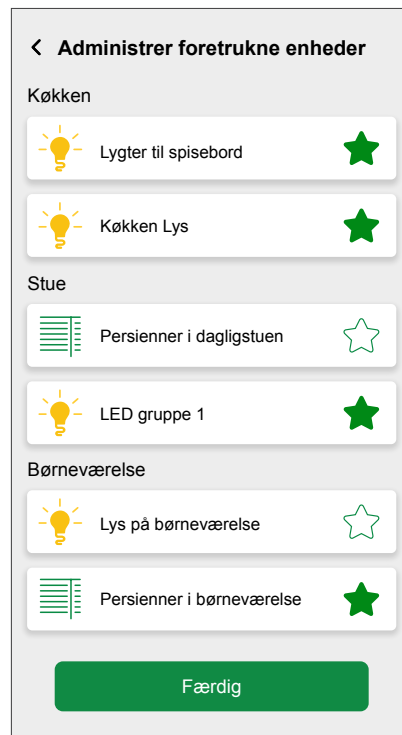 Administrer foretrukne enheder
Køkken
Lygter til spisebord
Køkken Lys
Stue
Persienner i dagligstuen
LED gruppe 1
Børneværelse
Lys på børneværelse
Persienner i børneværelse
Færdig